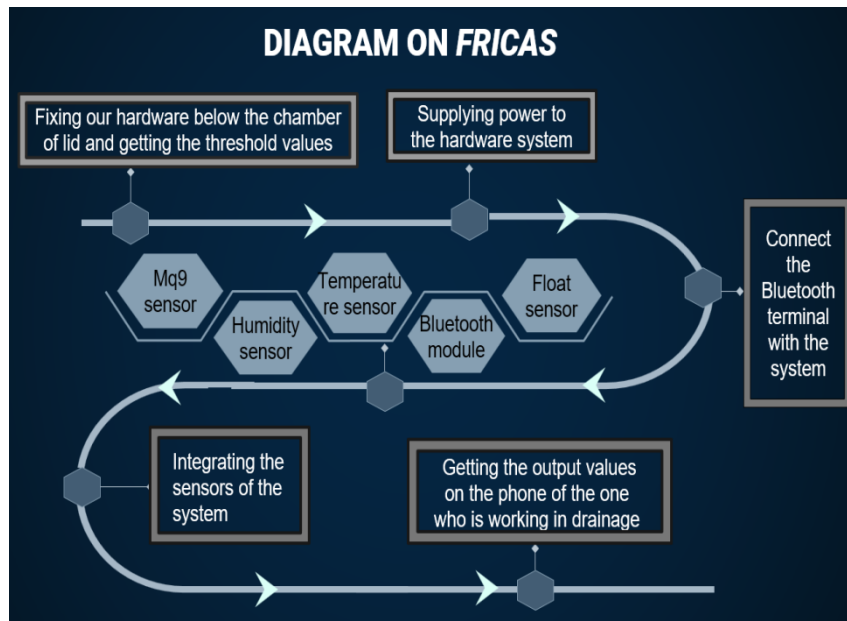 DIAGRAM ON FRICAS
Fixing our hardware below the chamber
of lid and getting the threshold values
Supplying power to
the hardware system
Connect
the
Bluetooth
terminal
with the
system
Mq9
sensor
Humidity
sensor
Temperatu
re sensor
Bluetooth
module
Float
sensor
Integrating the
sensors of the
system
Getting the output values
on the phone of the one
who is working in drainage